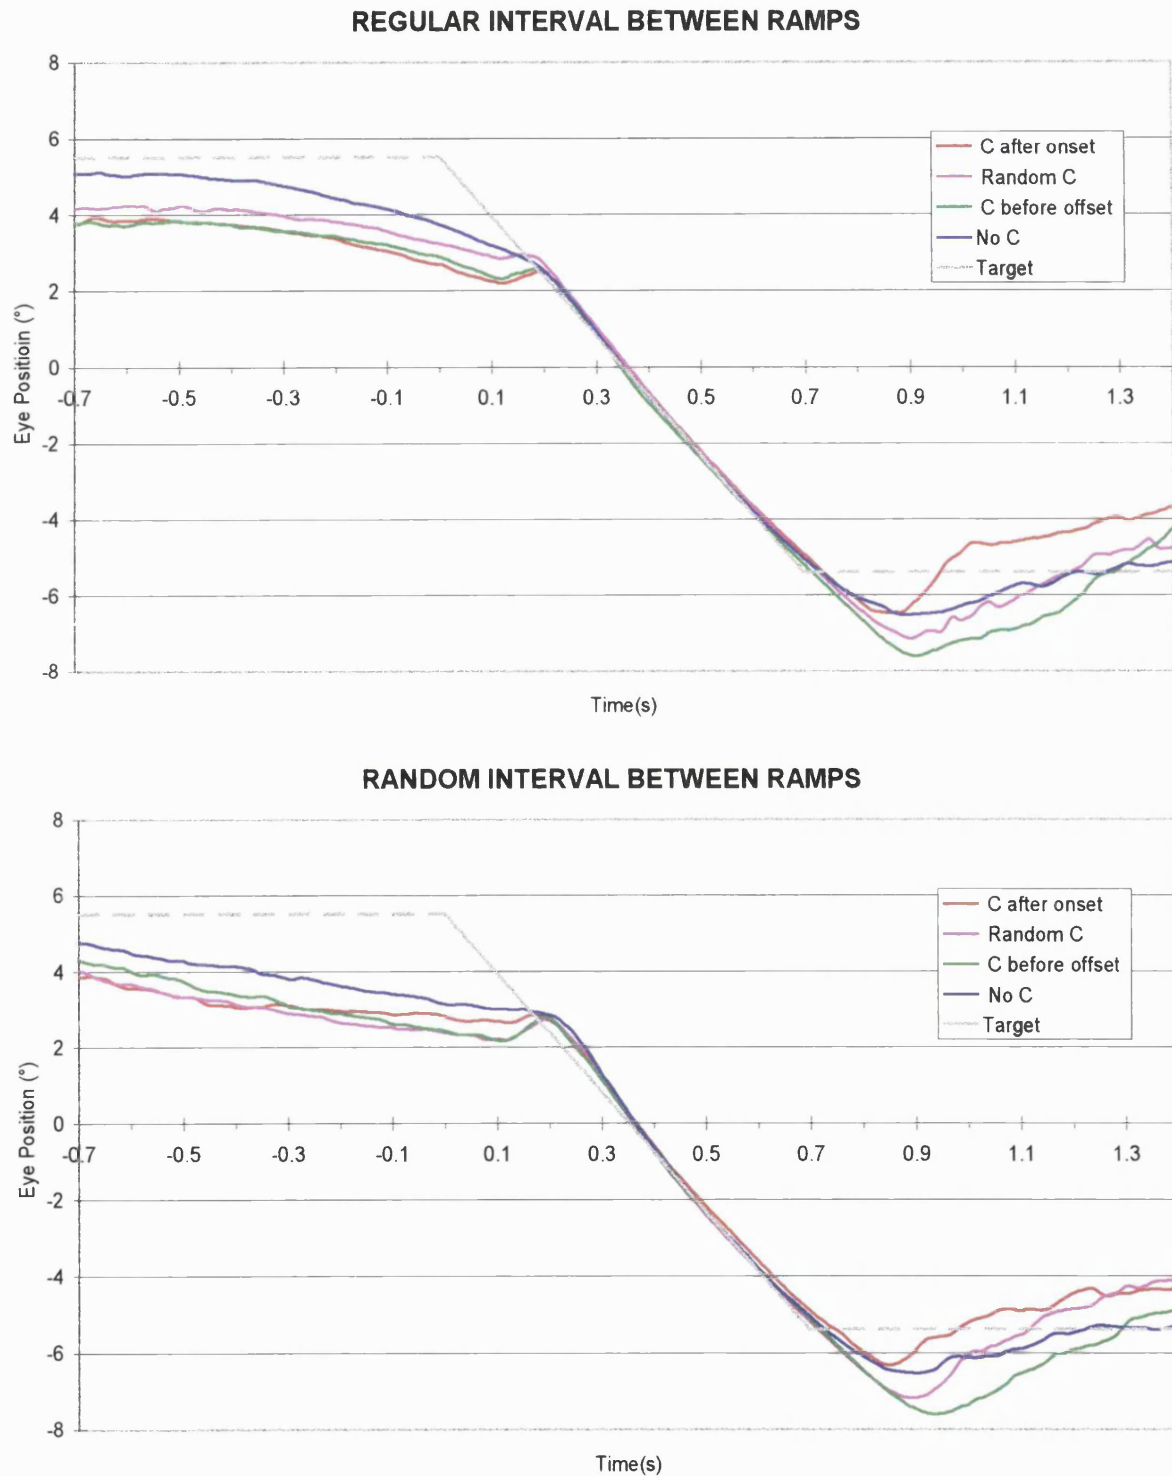 REGULAR INTERVAL BETWEEN RAMPS
8
6
4
2
0
-2
-4
-6
-8
-0.7
-0.5
-0.3
-0.1
0.1
0.3
0.5
0.7
0.9
1.1
1.3
Eye Positioin (°)
Time(s)
C after onset
Random C
C before offset
No C
Target
RANDOM INTERVAL BETWEEN RAMPS
8
6
4
2
0
-2
-4
-6
-8
-0.7
-0.5
-0.3
-0.1
0.1
0.3
0.5
0.7
0.9
1.1
1.3
Eye Position (°)
Time(s)
C after onset
Random C
C before offset
No C
Target